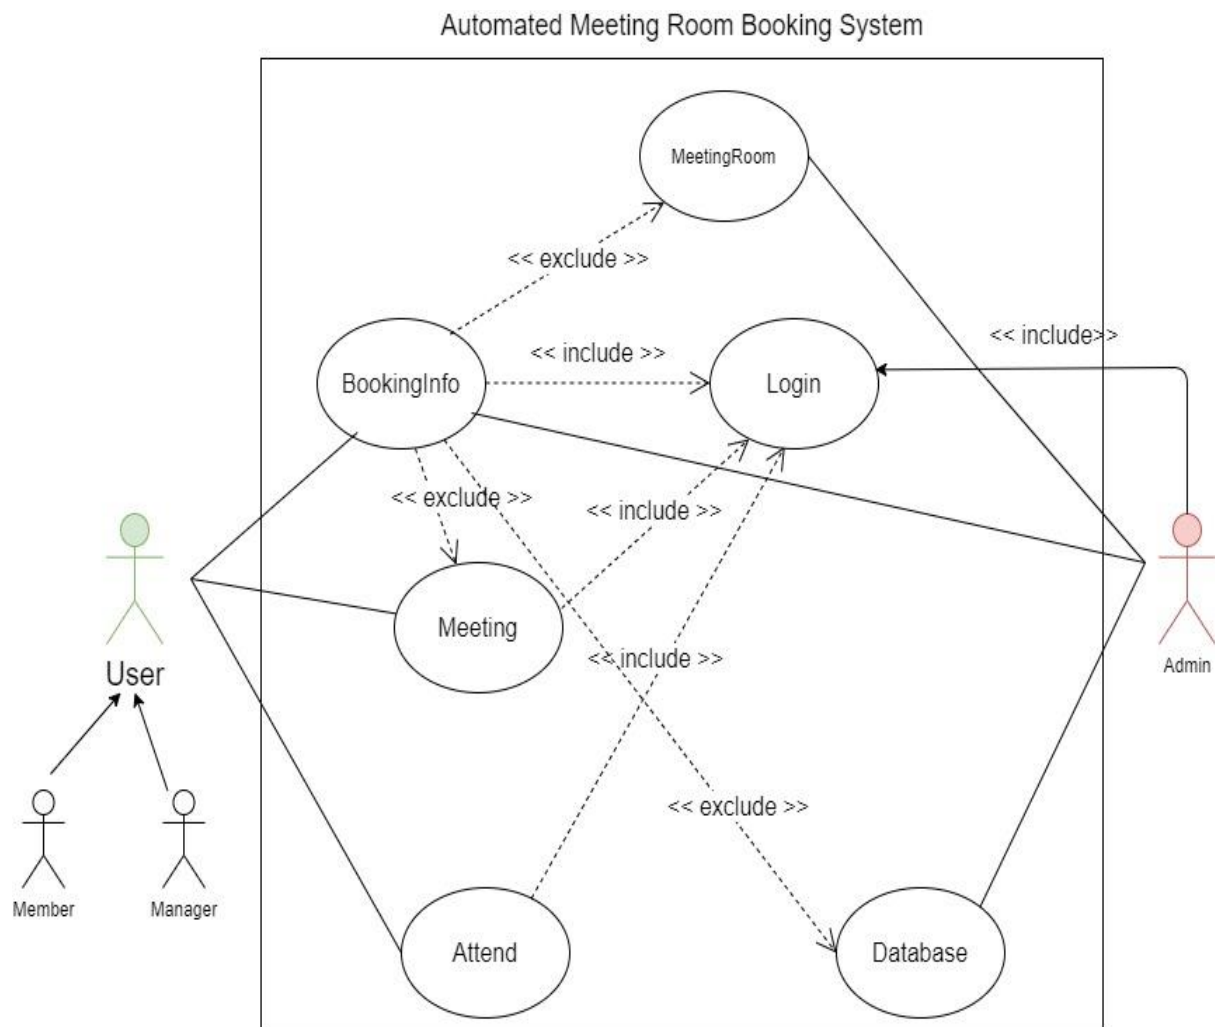 Automated Meeting Room Booking System
MeetingRoom
<< exclude >>
<< include>>
<< include >>
BookingInfo
Login
<< exclude >>
<< include >>
Meeting
<< include >>
User
Admin
<< exclude >>
Member
Manager
Attend
Database